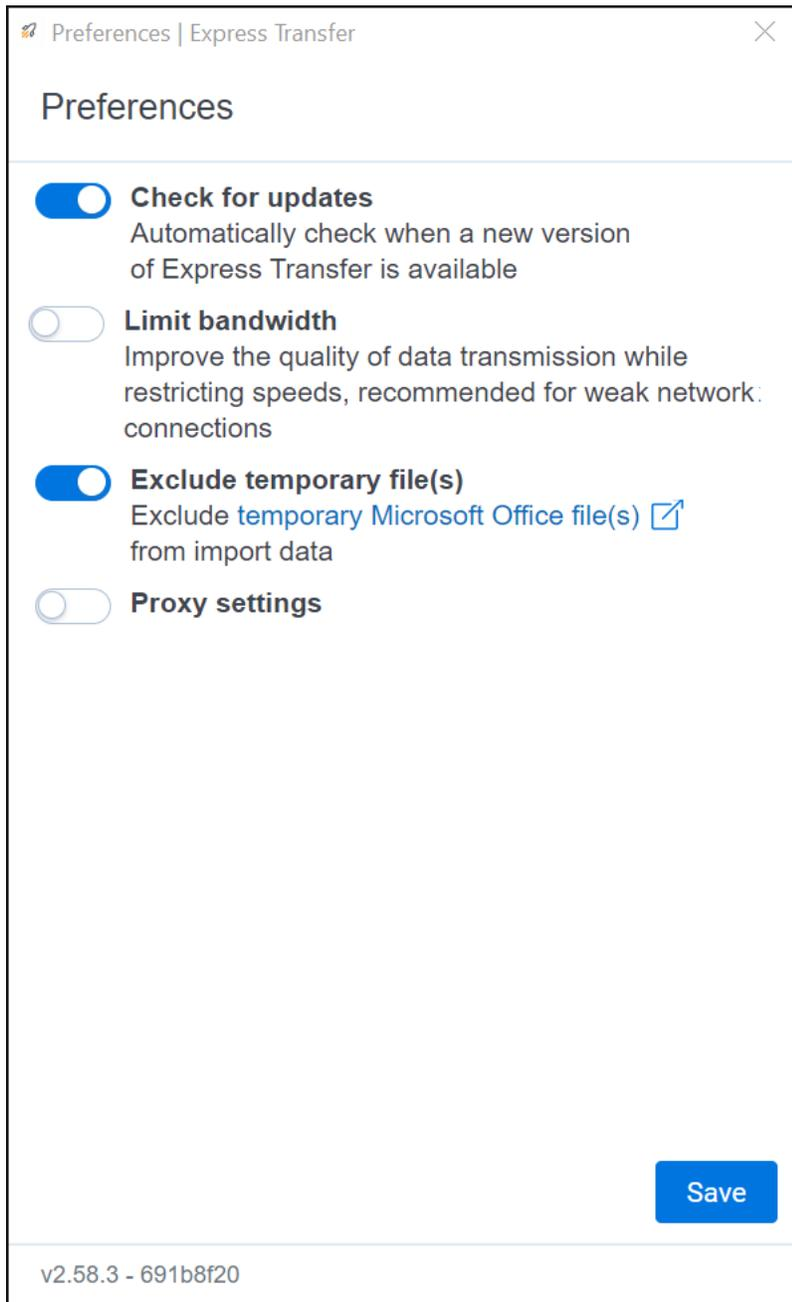 Preferences | Express Transfer
Preferences
Check for updates
Automatically check when a new version
of Express Transfer is available
Limit bandwidth
Improve the quality of data transmission while
restricting speeds, recommended for weak network
connections
Exclude temporary file(s)
Exclude temporary Microsoft Office file(s)
from import data
Proxy settings
Save
v2.58.3 - 691b8f20